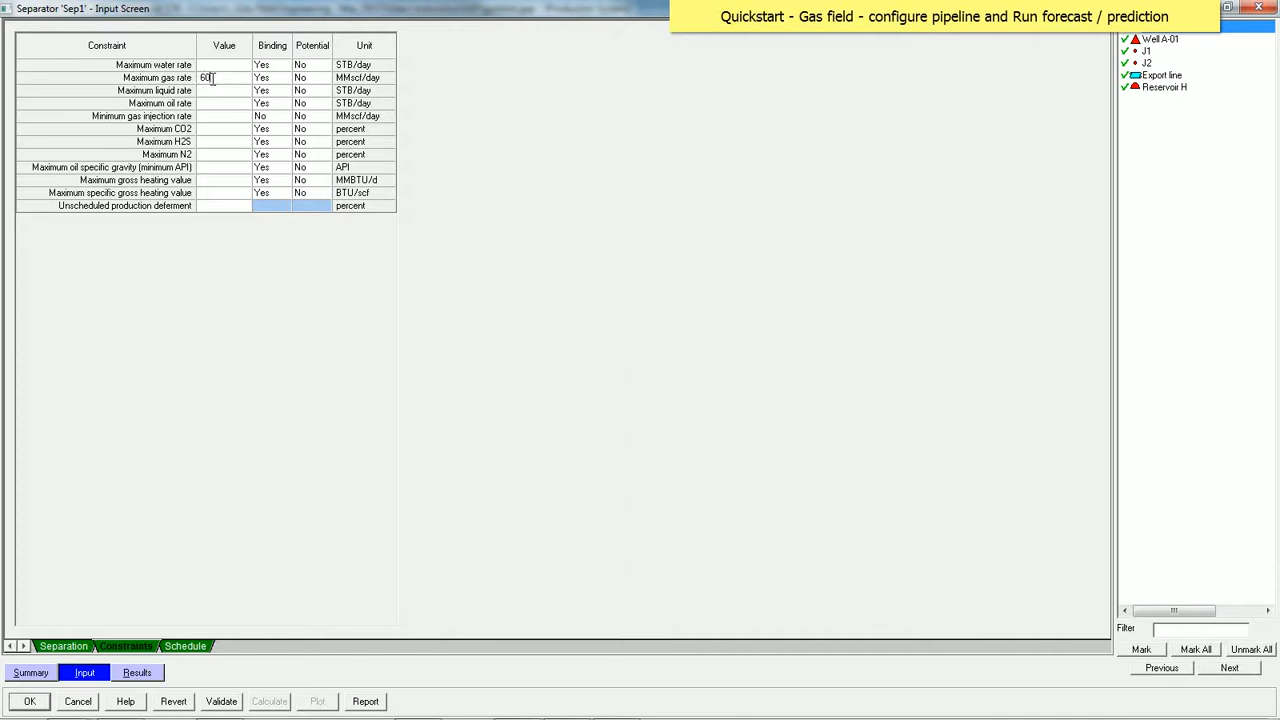 Separator 'Sep1' - Input Screen
Quickstart - Gas field - configure pipeline and Run forecast / prediction
Constraint Value Binding Potential Unit
Maximum water rate Yes No STB/day
Maximum gas rate 60 Yes No MMscf/day
Maximum liquid rate Yes No STB/day
Maximum oil rate Yes No STB/day
Minimum gas injection rate No No MMscf/day
Maximum CO2 Yes No percent
Maximum H2S Yes No percent
Maximum N2 Yes No percent
Maximum oil specific gravity (minimum API) Yes No API
Maximum gross heating value Yes No MMBTU/d
Maximum specific gross heating value Yes No BTU/scf
Unscheduled production deferment percent
Well A-01
J1
J2
Export line
Reservoir H
Filter
Mark Mark All Unmark All
Previous Next
Separation Constraints Schedule
Summary Input Results
OK Cancel Help Revert Validate Calculate Plot Report